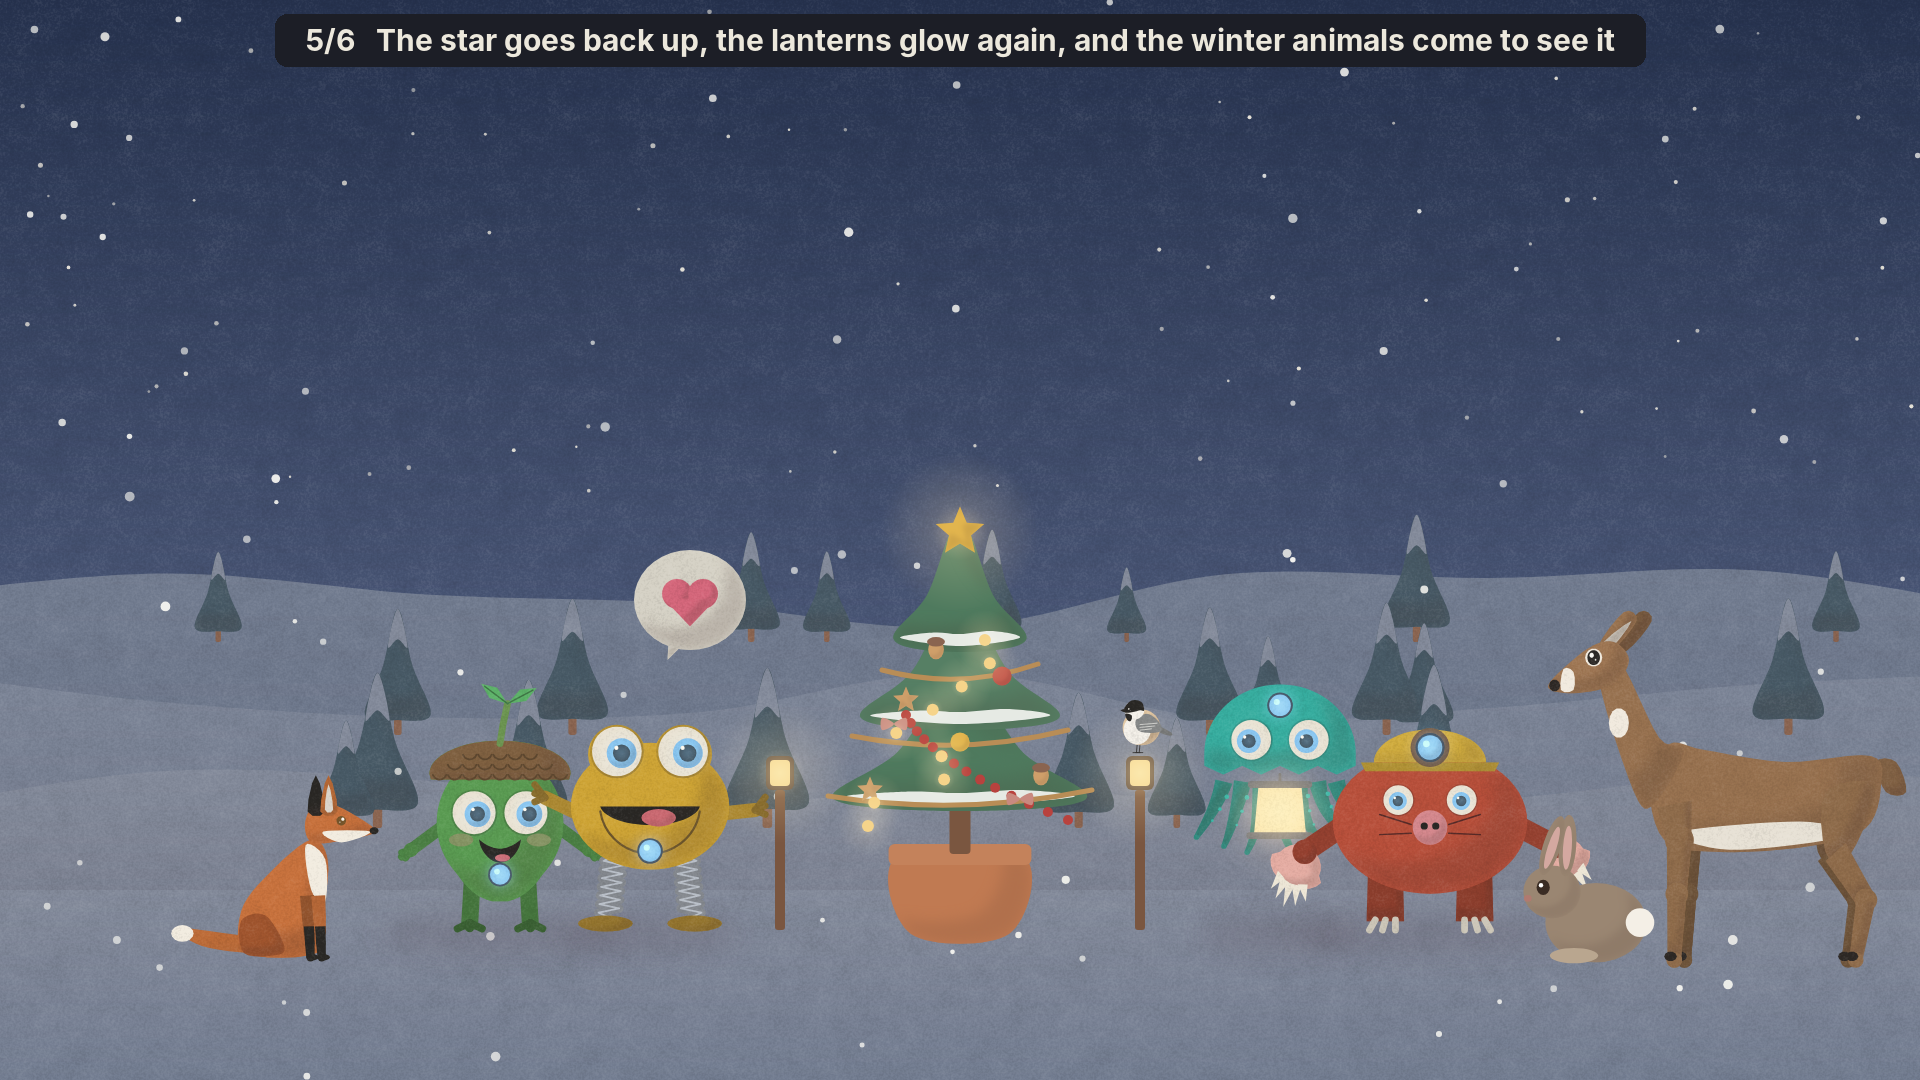 5/6 The star goes back up, the lanterns glow again, and the winter animals come to see it